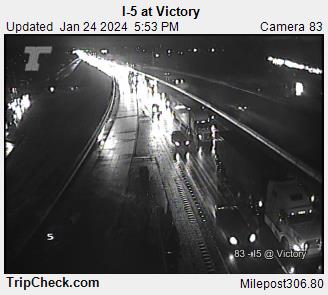 I-5 at Victory
Updated  Jan 24 2024  5:53 PM
Camera 83
T
S
83 - I5 @ Victory
TripCheck.com
Milepost306.80